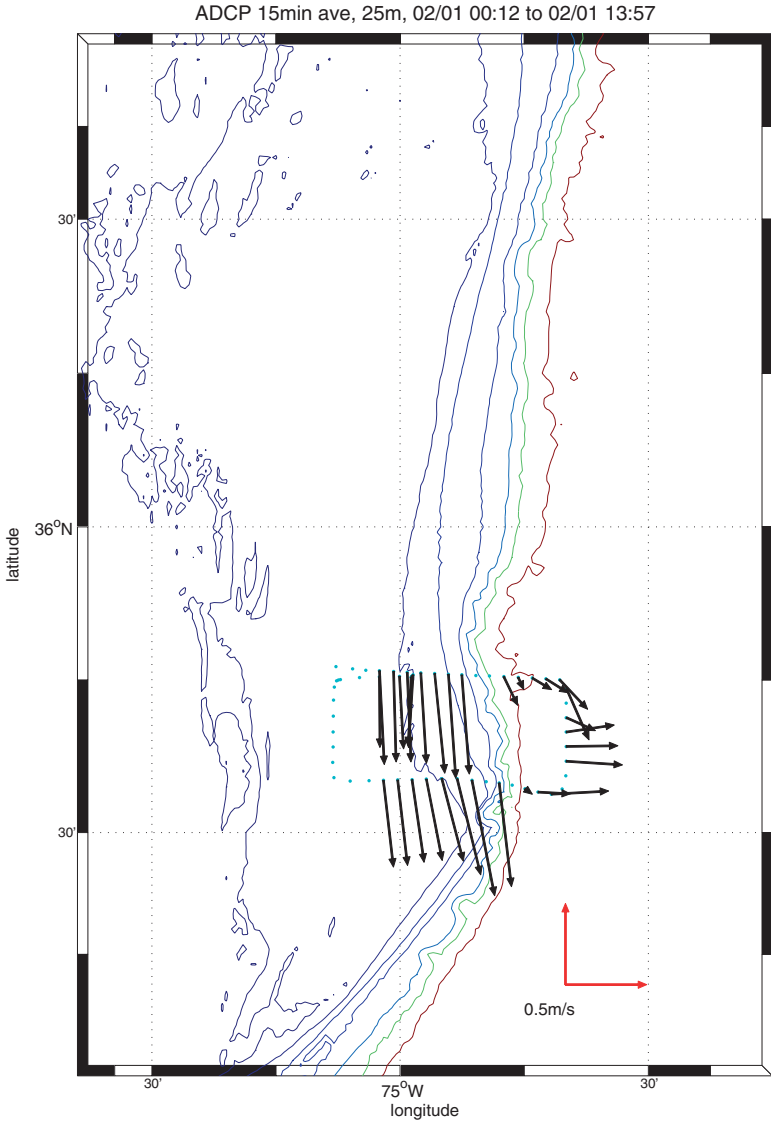 ADCP 15min ave, 25m, 02/01 00:12 to 02/01 13:57
30'
36°N
latitude
30'
0.5m/s
30'
75°W
30'
longitude